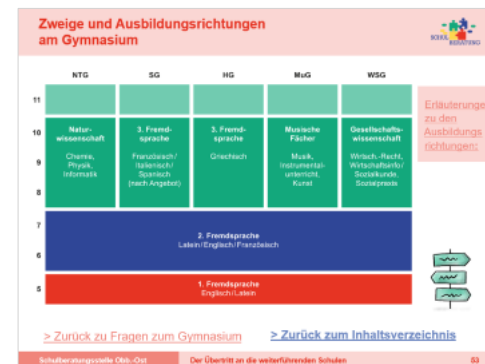 Zweige und Ausbildungsrichtungen
am Gymnasium
SCHUL
BERATUNG
NTG SG HG MuG WSG
11
10
9
8
7
6
5
Natur-
wissenschaft
Chemie,
Physik,
Informatik
3. Fremd-
sprache
Französisch/
Italienisch/
Spanisch
(nach Angebot)
3. Fremd-
sprache
Griechisch
Musische
Fächer
Musik,
Instrumental-
unterricht,
Kunst
Gesellschafts-
wissenschaft
Wirtsch.-Recht,
Wirtschaftsinfo/
Sozialkunde,
Sozialpraxis
2. Fremdsprache
Latein/Englisch/Französisch
1. Fremdsprache
Englisch/Latein
Erläuterungen
zu den
Ausbildungs
richtungen:
> Zurück zu Fragen zum Gymnasium
> Zurück zum Inhaltsverzeichnis
Schulberatungsstelle Obb.-Ost Der Übertritt an die weiterführenden Schulen 53